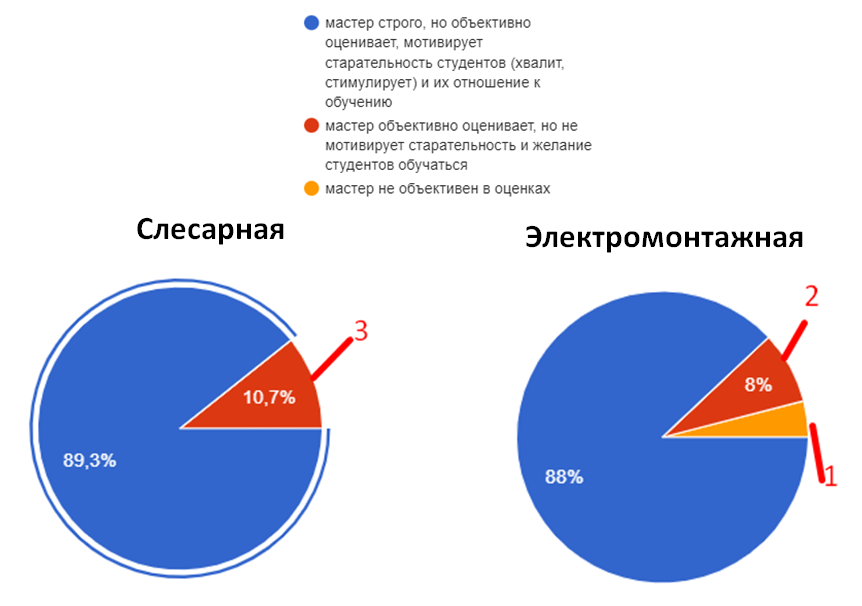 мастер строго, но объективно
оценивает, мотивирует
старательность студентов (хвалит,
стимулирует) и их отношение к
обучению
мастер объективно оценивает, но не
мотивирует старательность и желание
студентов обучаться
мастер не объективен в оценках
Слесарная
Электромонтажная
3
10,7%
89,3%
2
8%
88%
1